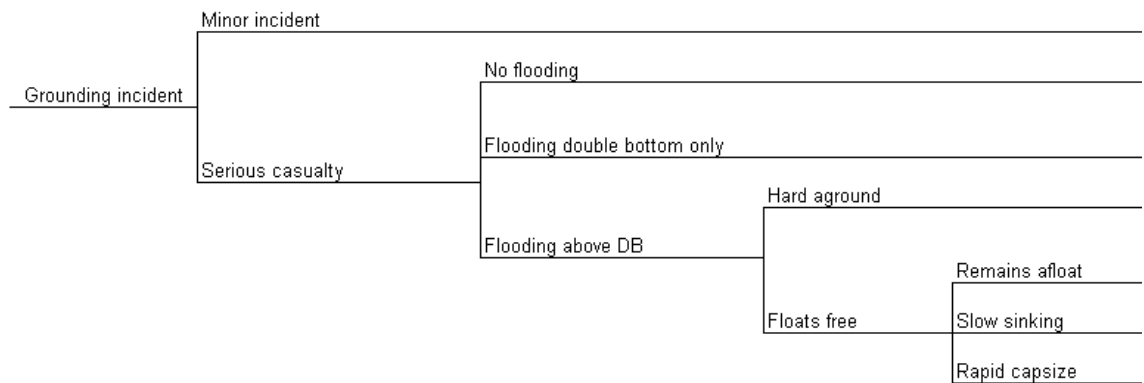 Minor incident
No flooding
Grounding incident
Flooding double bottom only
Serious casualty
Hard aground
Flooding above DB
Remains afloat
Floats free
Slow sinking
Rapid capsize